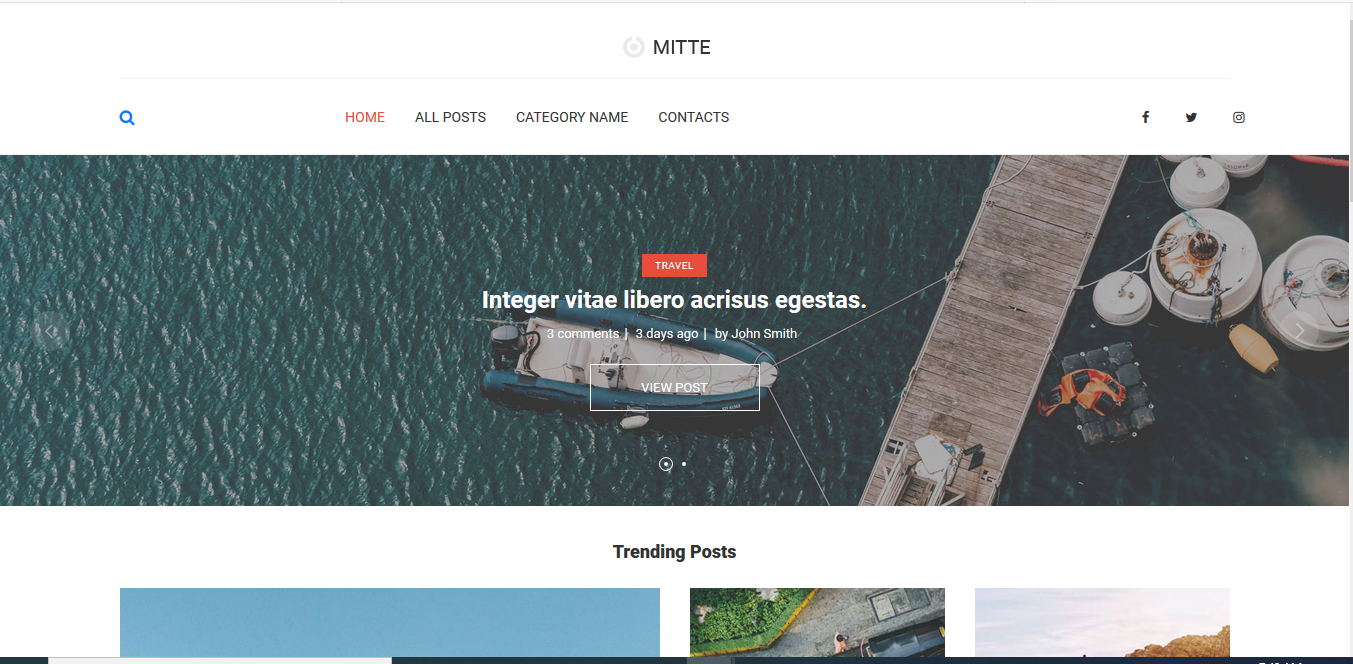 MITTE
HOME ALL POSTS CATEGORY NAME CONTACTS
TRAVEL
Integer vitae libero acrisus egestas.
3 comments | 3 days ago | by John Smith
VIEW POST
Trending Posts